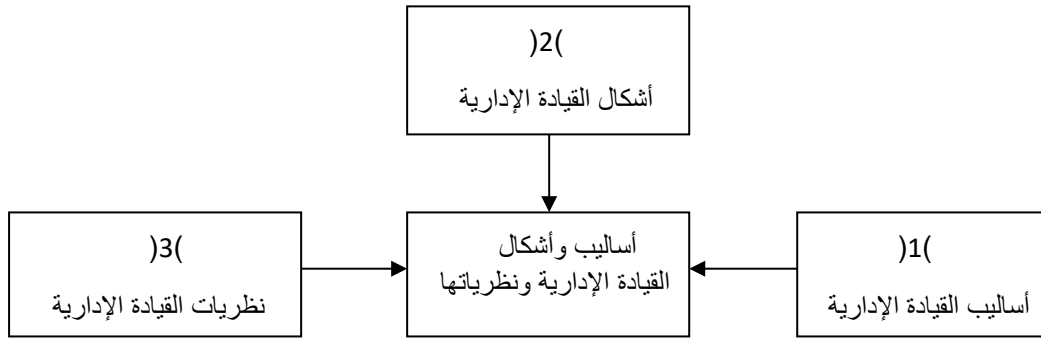 )2(
أشكال القيادة الإدارية
)1(
أساليب القيادة الإدارية
أساليب وأشكال
القيادة الإدارية ونظرياتها
)3(
نظريات القيادة الإدارية